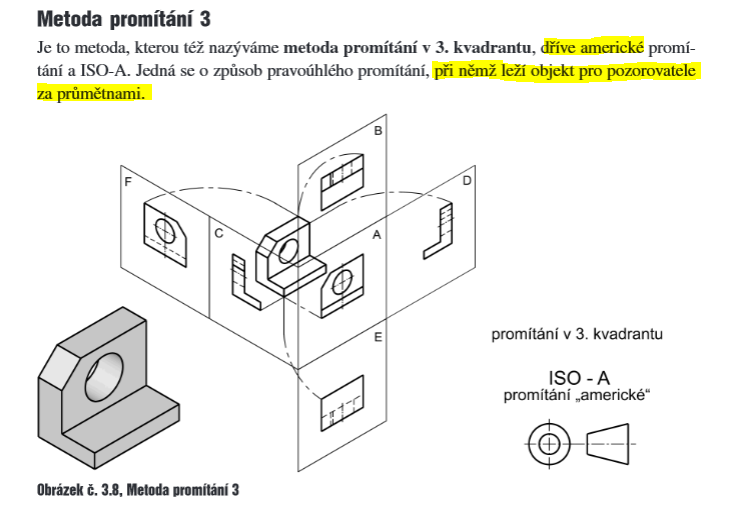 Metoda promítání 3
Je to metoda, kterou též nazýváme metoda promítání v 3. kvadrantu, dříve americké promí-
tání a ISO-A. Jedná se o způsob pravoúhlého promítání, při němž leží objekt pro pozorovatele
za průmětnami.
B
F
D
C
A
E
promítání v 3. kvadrantu
ISO - A
promítání „americké“
Obrázek č. 3.8, Metoda promítání 3